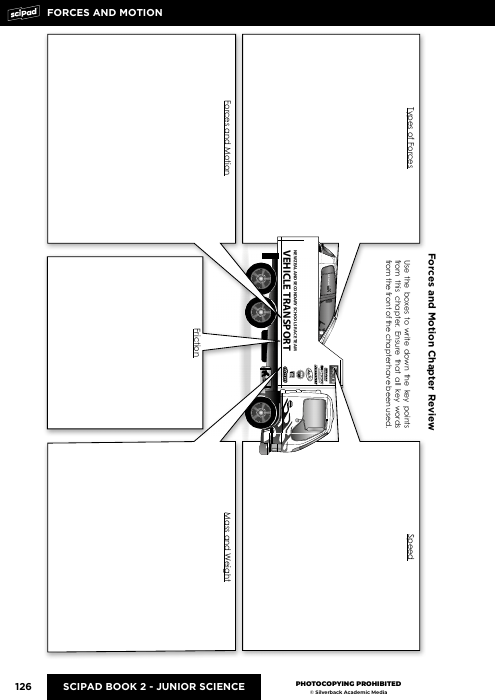 scipad
FORCES AND MOTION
Forces and Motion Chapter Review
Use the boxes to write down the key points
from this chapter. Ensure that all key words
from the front of the chapter have been used.
Types of Forces
Speed
Forces and Motion
Friction
Mass and Weight
VEHICLE TRANSPORT
126
SCIPAD BOOK 2 - JUNIOR SCIENCE
PHOTOCOPYING PROHIBITED
© Silverback Academic Media